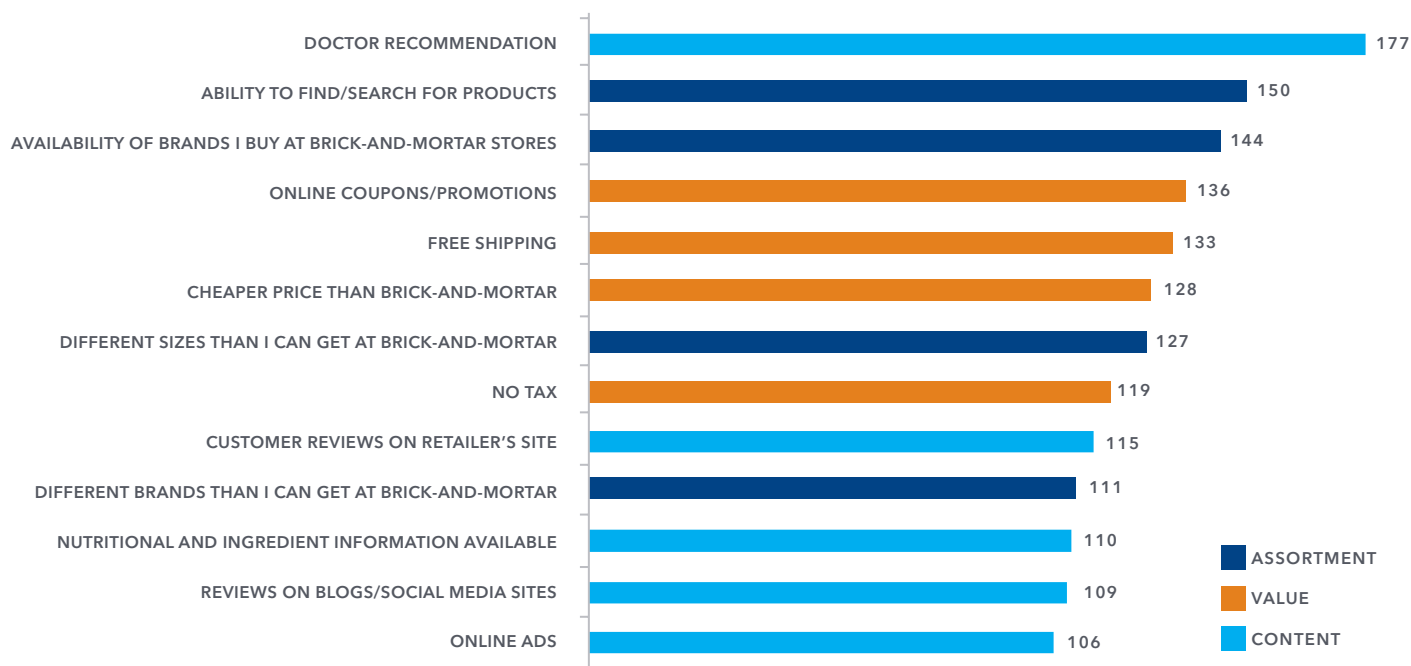 DOCTOR RECOMMENDATION 177
ABILITY TO FIND/SEARCH FOR PRODUCTS 150
AVAILABILITY OF BRANDS I BUY AT BRICK-AND-MORTAR STORES 144
ONLINE COUPONS/PROMOTIONS 136
FREE SHIPPING 133
CHEAPER PRICE THAN BRICK-AND-MORTAR 128
DIFFERENT SIZES THAN I CAN GET AT BRICK-AND-MORTAR 127
NO TAX 119
CUSTOMER REVIEWS ON RETAILER’S SITE 115
DIFFERENT BRANDS THAN I CAN GET AT BRICK-AND-MORTAR 111
NUTRITIONAL AND INGREDIENT INFORMATION AVAILABLE 110
REVIEWS ON BLOGS/SOCIAL MEDIA SITES 109
ONLINE ADS 106
ASSORTMENT
VALUE
CONTENT